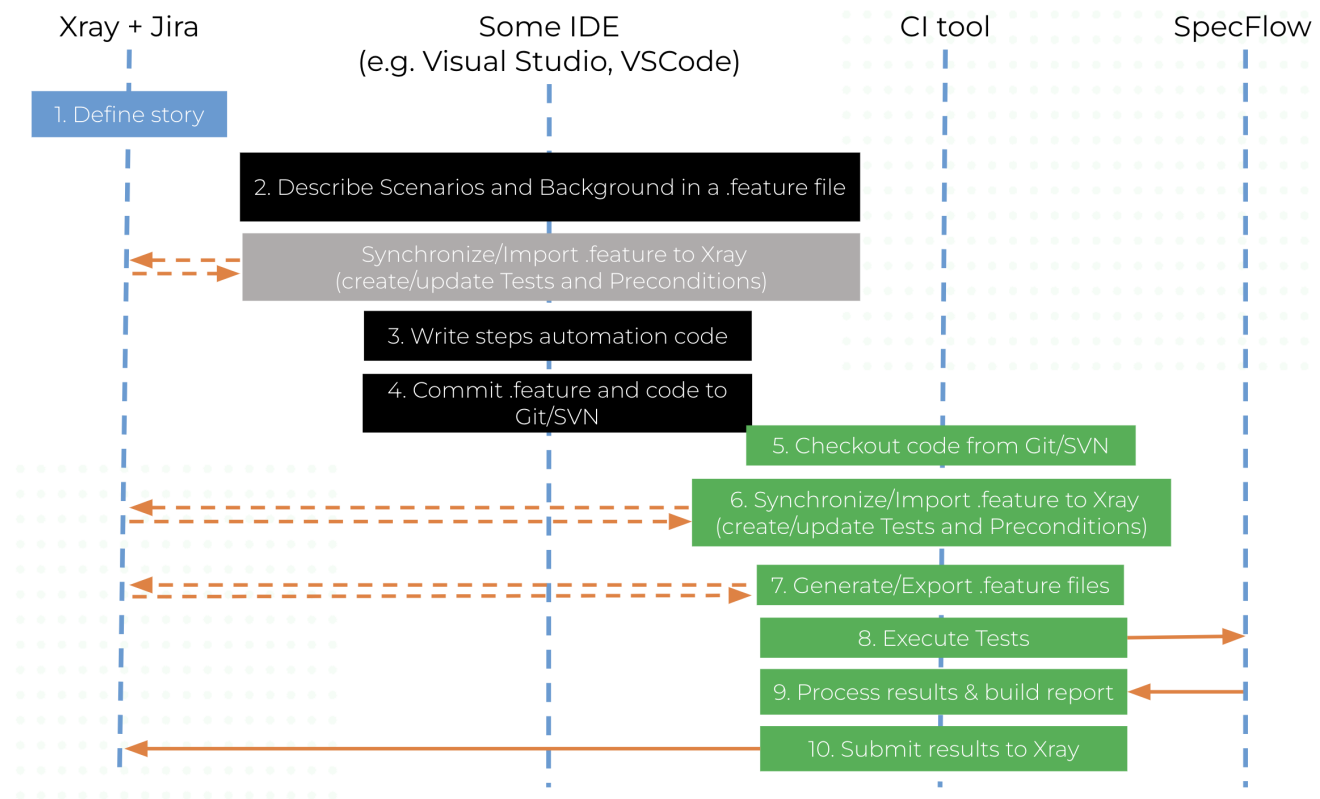 Xray + Jira
Some IDE
(e.g. Visual Studio, VSCode)
CI tool
SpecFlow
1. Define story
2. Describe Scenarios and Background in a .feature file
Synchronize/Import .feature to Xray
(create/update Tests and Preconditions)
3. Write steps automation code
4. Commit .feature and code to
Git/SVN
5. Checkout code from Git/SVN
6. Synchronize/Import .feature to Xray
(create/update Tests and Preconditions)
7. Generate/Export .feature files
8. Execute Tests
9. Process results & build report
10. Submit results to Xray